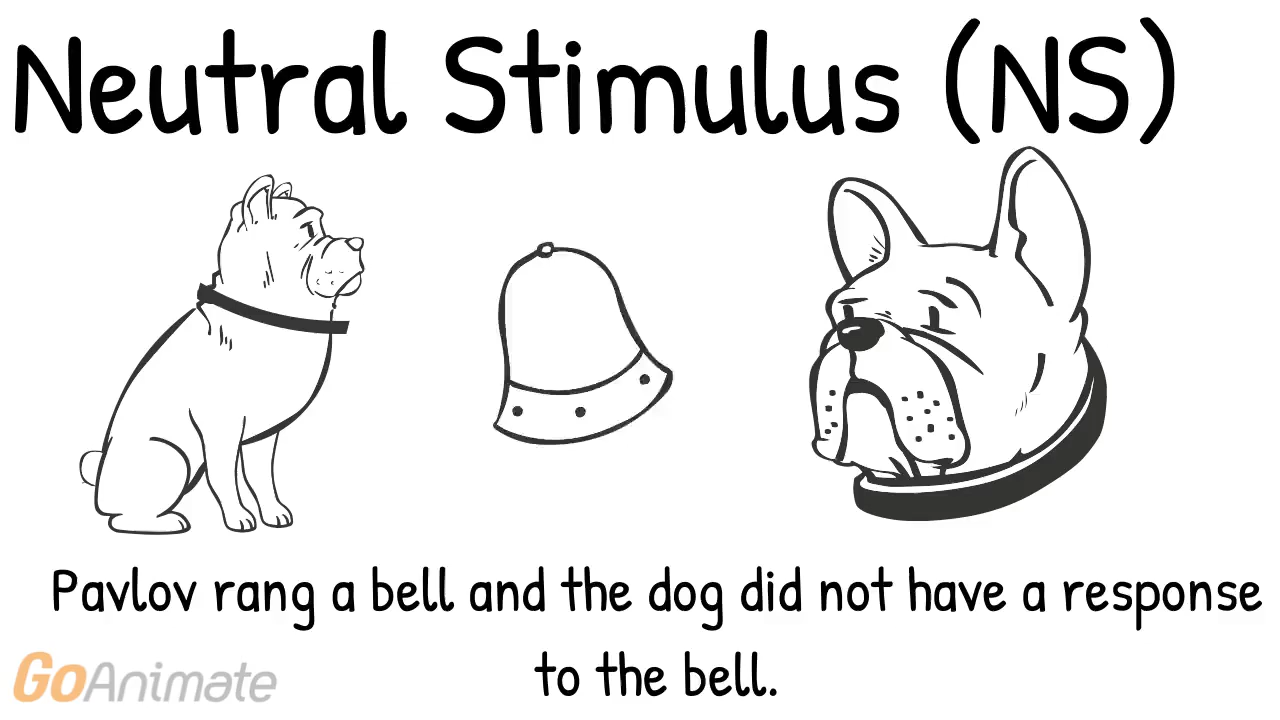 Neutral Stimulus (NS)
Pavlov rang a bell and the dog did not have a response
to the bell.
GoAnimate